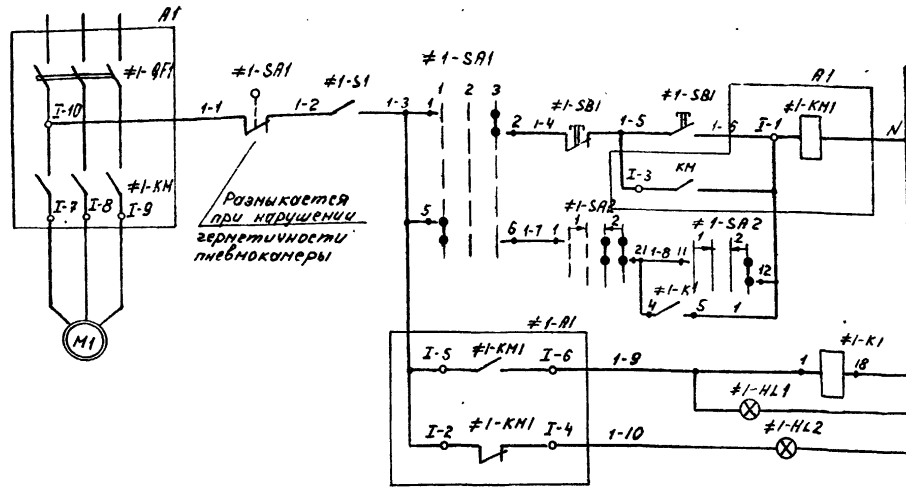 A1
≠1-QF1
I-10
1-1
≠1-SA1
1-2
≠1-S1
1-3
≠1-SA1
1 2 3
1
2
1-4
≠1-SB1
1-5
≠1-SB1
1-6
I-1
A1
≠1-KM1
N
I-3
KM
≠1-KM
I-7
I-8
I-9
Размыкается
при нарушении
герметичности
пневмокамеры
5
6
1-7
1
≠1-SA2
1 2
21
1-8
11
≠1-SA2
1 2
12
4
≠1-K1
5
1
M1
≠1-A1
I-5
≠1-KM1
I-6
1-9
1
≠1-K1
18
≠1-HL1
I-2
≠1-KM1
I-4
1-10
≠1-HL2